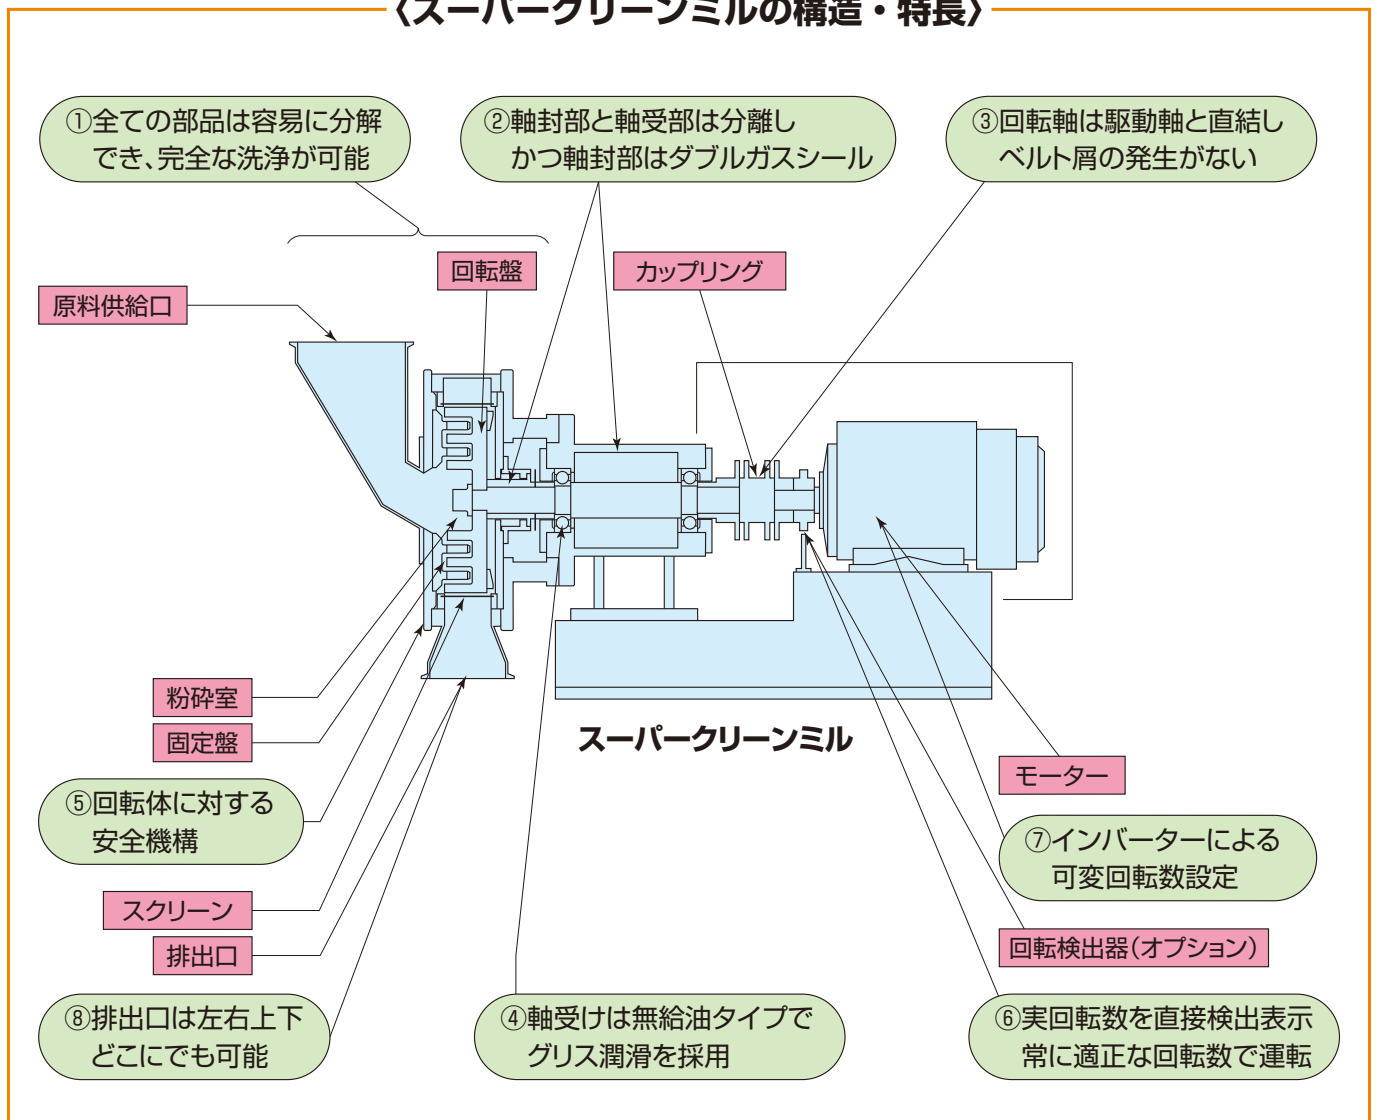 〈スーパークリーンミルの構造・特長〉
①全ての部品は容易に分解
でき、完全な洗浄が可能
②軸封部と軸受部は分離し
かつ軸封部はダブルガスシール
③回転軸は駆動軸と直結し
ベルト屑の発生がない
回転盤
カップリング
原料供給口
粉砕室
固定盤
スーパークリーンミル
モーター
⑤回転体に対する
安全機構
⑦インバーターによる
可変回転数設定
スクリーン
排出口
回転検出器(オプション)
⑧排出口は左右上下
どこにでも可能
④軸受けは無給油タイプで
グリス潤滑を採用
⑥実回転数を直接検出表示
常に適正な回転数で運転